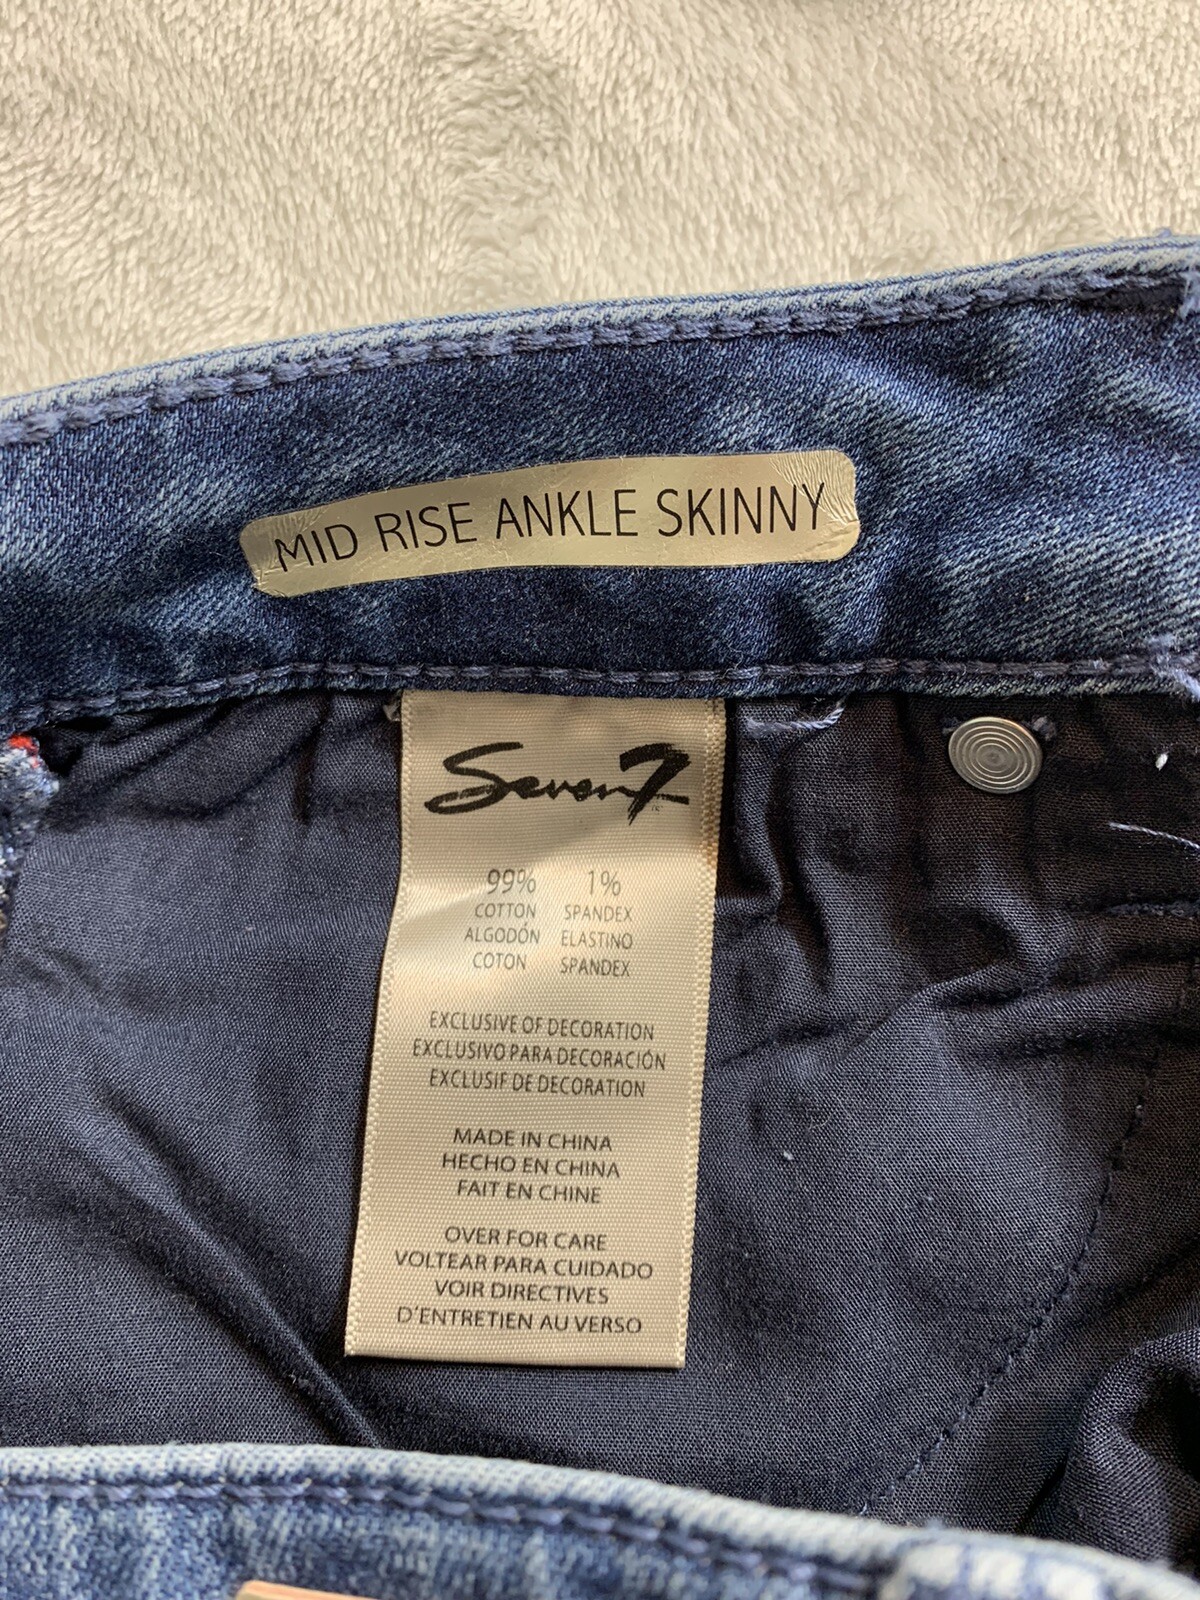 MID RISE ANKLE SKINNY
Seven7
99% 1%
COTTON SPANDEX
ALGODÓN ELASTINO
COTON SPANDEX
EXCLUSIVE OF DECORATION
EXCLUSIVO PARA DECORACIÓN
EXCLUSIF DE DECORATION
MADE IN CHINA
HECHO EN CHINA
FAIT EN CHINE
OVER FOR CARE
VOLTEAR PARA CUIDADO
VOIR DIRECTIVES
D'ENTRETIEN AU VERSO